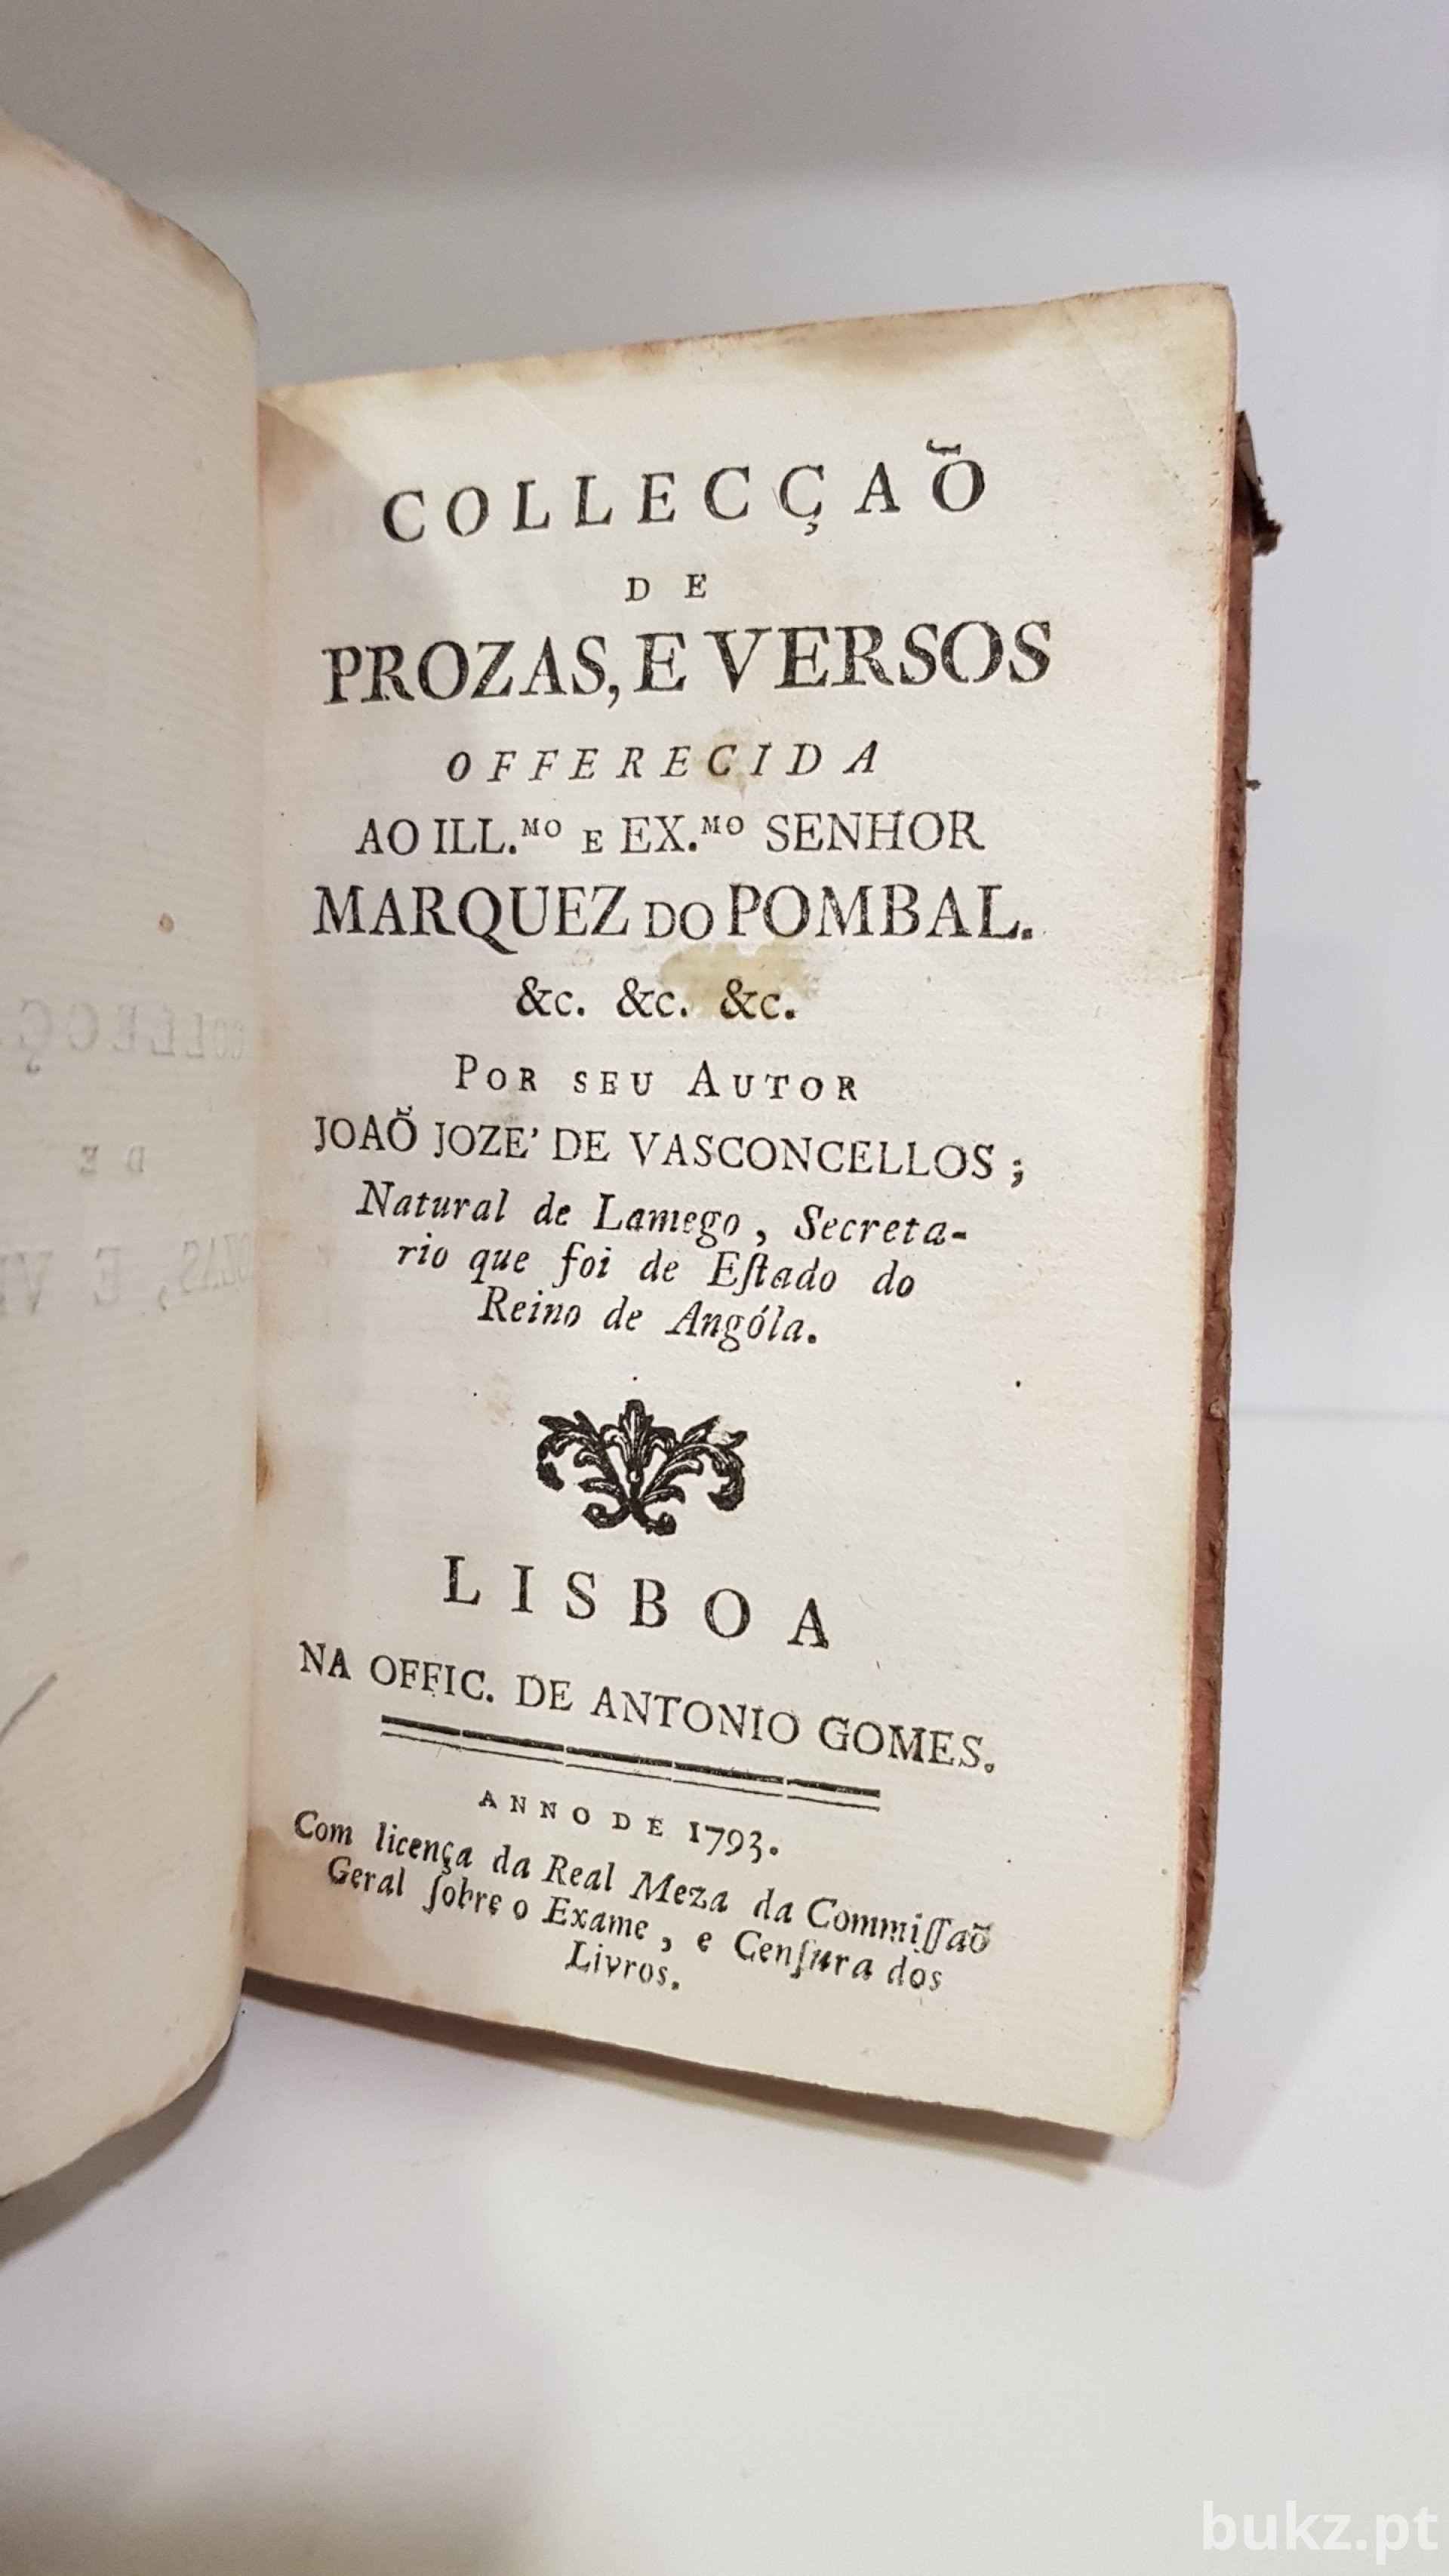 COLLECÇAÕ
DE
PROZAS, E VERSOS
OFFERECIDA
AO ILL.ᴹᴼ E EX.ᴹᴼ SENHOR
MARQUEZ DO POMBAL.
&c. &c. &c.
POR SEU AUTOR
JOAÕ JOZE' DE VASCONCELLOS ;
Natural de Lamego , Secreta-
rio que foi de Eſtado do
Reino de Angóla.
LISBOA
NA OFFIC. DE ANTONIO GOMES.
ANNO DE 1793.
Com licença da Real Meza da Commiſſaõ
Geral ſobre o Exame , e Cenſura dos
Livros.
bukz.pt